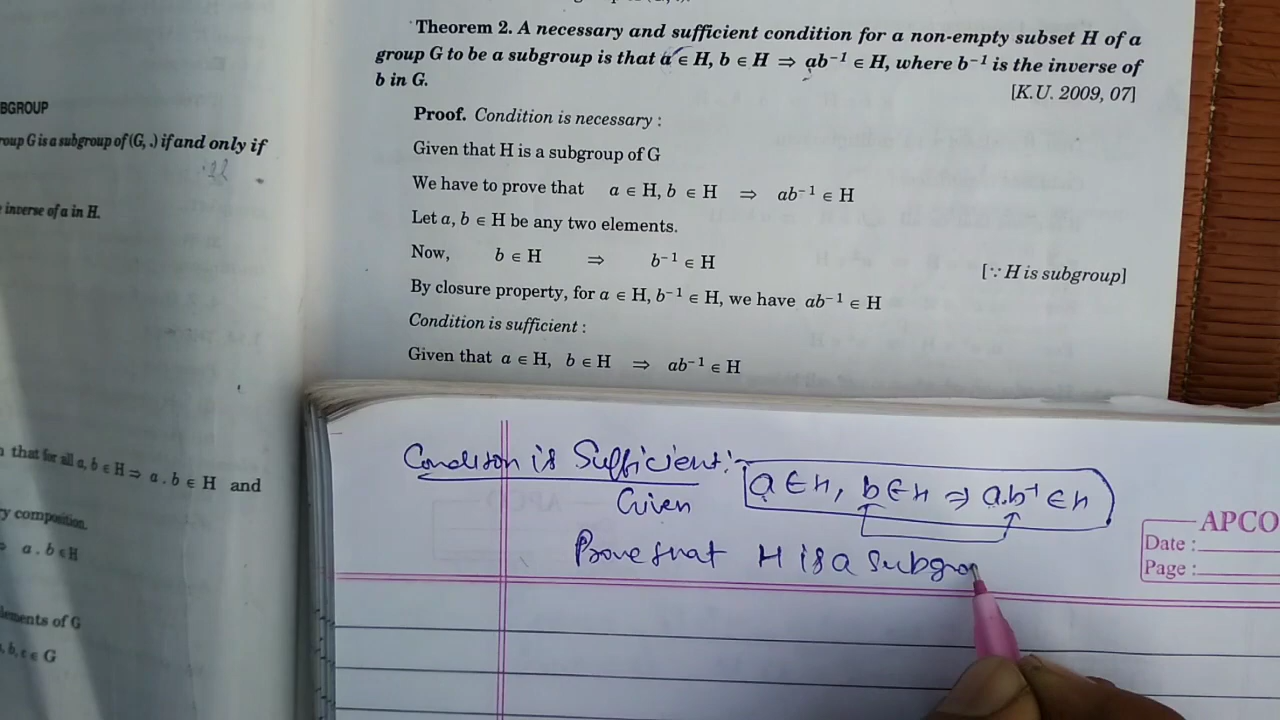 Theorem 2. A necessary and sufficient condition for a non-empty subset H of a
group G to be a subgroup is that a ∈ H, b ∈ H ⇒ ab⁻¹ ∈ H, where b⁻¹ is the inverse of
b in G.
[K.U. 2009, 07]
Proof. Condition is necessary :
Given that H is a subgroup of G
We have to prove that a ∈ H, b ∈ H ⇒ ab⁻¹ ∈ H
Let a, b ∈ H be any two elements.
Now, b ∈ H ⇒ b⁻¹ ∈ H [∵ H is subgroup]
By closure property, for a ∈ H, b⁻¹ ∈ H, we have ab⁻¹ ∈ H
Condition is sufficient :
Given that a ∈ H, b ∈ H ⇒ ab⁻¹ ∈ H
BGROUP
roup G is a subgroup of (G, .) if and only if
inverse of a in H.
that for all a, b ∈ H ⇒ a . b ∈ H and
ry composition.
a . b ∈ H
lements of G
b, c ∈ G
Condition is Sufficient:-
Given a ∈ H, b ∈ H ⇒ a.b⁻¹ ∈ H
Prove that H is a subgro
APCO
Date :
Page :